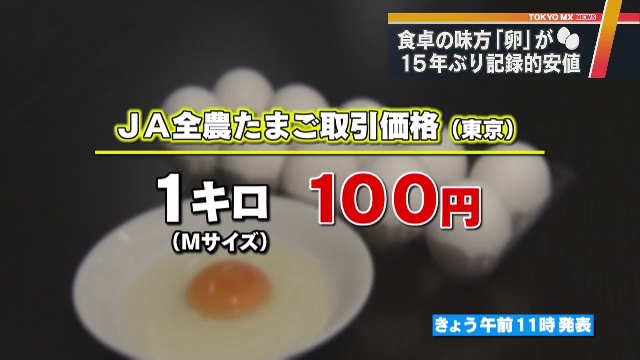 TOKYO MX NEWS
食卓の味方「卵」が
15年ぶり記録的安値
JA全農たまご取引価格(東京)
1キロ 100円
(Mサイズ)
きょう午前11時発表